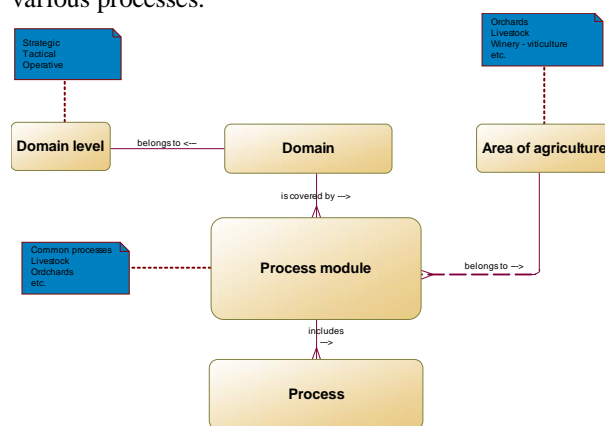 various processes.
Strategic
Tactical
Operative
Orchards
Livestock
Winery - viticulture
etc.
Domain level
belongs to <---
Domain
Area of agriculture
is covered by --->
Common processes
Livestock
Ordchards
etc.
Process module
belongs to --->
includes
--->
Process